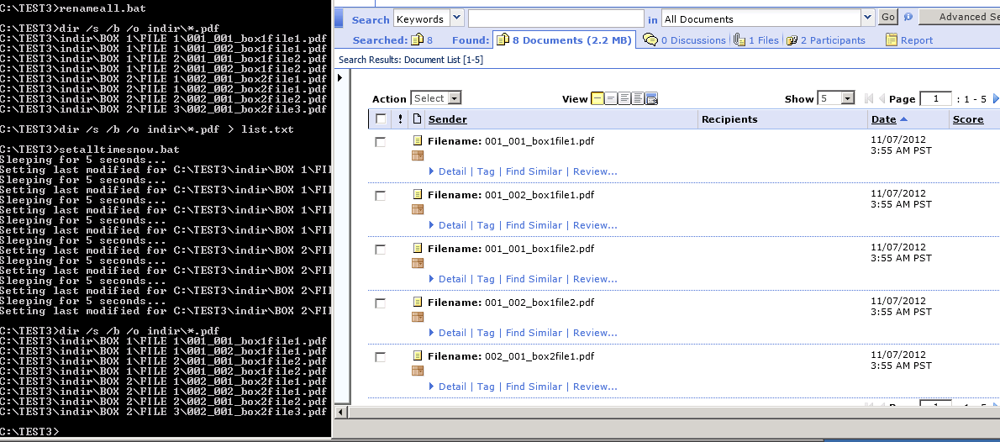 C:\TEST3>renameall.bat
C:\TEST3>dir /s /b /o indir\*.pdf
C:\TEST3\indir\BOX 1\FILE 1\001_001_box1file1.pdf
C:\TEST3\indir\BOX 1\FILE 1\001_002_box1file1.pdf
C:\TEST3\indir\BOX 1\FILE 2\001_001_box1file2.pdf
C:\TEST3\indir\BOX 1\FILE 2\001_002_box1file2.pdf
C:\TEST3\indir\BOX 2\FILE 1\002_001_box2file1.pdf
C:\TEST3\indir\BOX 2\FILE 1\002_002_box2file1.pdf
C:\TEST3\indir\BOX 2\FILE 2\002_001_box2file2.pdf
C:\TEST3\indir\BOX 2\FILE 3\002_001_box2file3.pdf
C:\TEST3>dir /s /b /o indir\*.pdf > list.txt
C:\TEST3>setalltimesnow.bat
Sleeping for 5 seconds...
Setting last modified for C:\TEST3\indir\BOX 1\FI
Sleeping for 5 seconds...
Setting last modified for C:\TEST3\indir\BOX 1\FI
Sleeping for 5 seconds...
Setting last modified for C:\TEST3\indir\BOX 1\FI
Sleeping for 5 seconds...
Setting last modified for C:\TEST3\indir\BOX 1\FI
Sleeping for 5 seconds...
Setting last modified for C:\TEST3\indir\BOX 2\FI
Sleeping for 5 seconds...
Setting last modified for C:\TEST3\indir\BOX 2\FI
Sleeping for 5 seconds...
Setting last modified for C:\TEST3\indir\BOX 2\FI
Sleeping for 5 seconds...
Setting last modified for C:\TEST3\indir\BOX 2\FI
C:\TEST3>dir /s /b /o indir\*.pdf
C:\TEST3\indir\BOX 1\FILE 1\001_001_box1file1.pdf
C:\TEST3\indir\BOX 1\FILE 1\001_002_box1file1.pdf
C:\TEST3\indir\BOX 1\FILE 2\001_001_box1file2.pdf
C:\TEST3\indir\BOX 1\FILE 2\001_002_box1file2.pdf
C:\TEST3\indir\BOX 2\FILE 1\002_001_box2file1.pdf
C:\TEST3\indir\BOX 2\FILE 1\002_002_box2file1.pdf
C:\TEST3\indir\BOX 2\FILE 2\002_001_box2file2.pdf
C:\TEST3\indir\BOX 2\FILE 3\002_001_box2file3.pdf
C:\TEST3>
Search Keywords in All Documents Go Advanced Se
Searched: 8 Found: 8 Documents (2.2 MB) 0 Discussions 1 Files 2 Participants Report
Search Results: Document List [1-5]
Action Select View Show 5 Page 1 : 1 - 5
! Sender Recipients Date Score
Filename: 001_001_box1file1.pdf 11/07/2012
3:55 AM PST
Detail | Tag | Find Similar | Review...
Filename: 001_002_box1file1.pdf 11/07/2012
3:55 AM PST
Detail | Tag | Find Similar | Review...
Filename: 001_001_box1file2.pdf 11/07/2012
3:55 AM PST
Detail | Tag | Find Similar | Review...
Filename: 001_002_box1file2.pdf 11/07/2012
3:55 AM PST
Detail | Tag | Find Similar | Review...
Filename: 002_001_box2file1.pdf 11/07/2012
3:55 AM PST
Detail | Tag | Find Similar | Review...